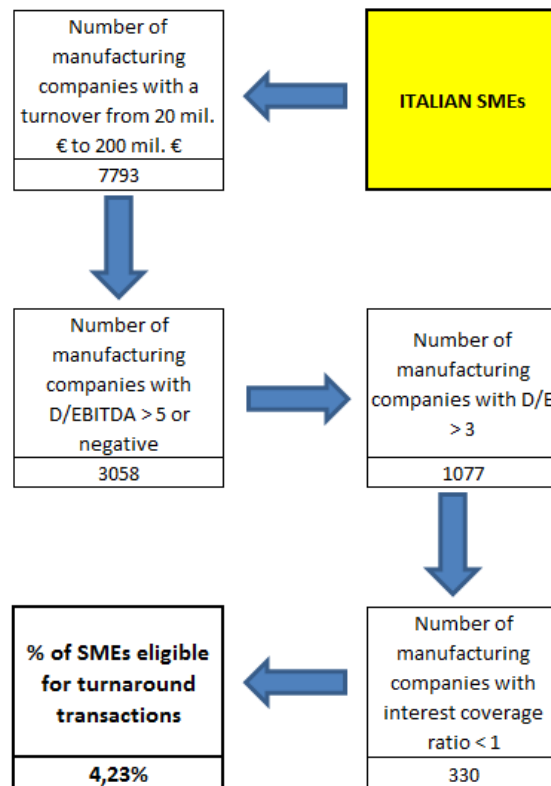 ITALIAN SMEs
Number of
manufacturing
companies with a
turnover from 20 mil.
€ to 200 mil. €
7793
Number of
manufacturing
companies with
D/EBITDA > 5 or
negative
3058
Number of
manufacturing
companies with D/E
> 3
1077
Number of
manufacturing
companies with
interest coverage
ratio < 1
330
% of SMEs eligible
for turnaround
transactions
4,23%